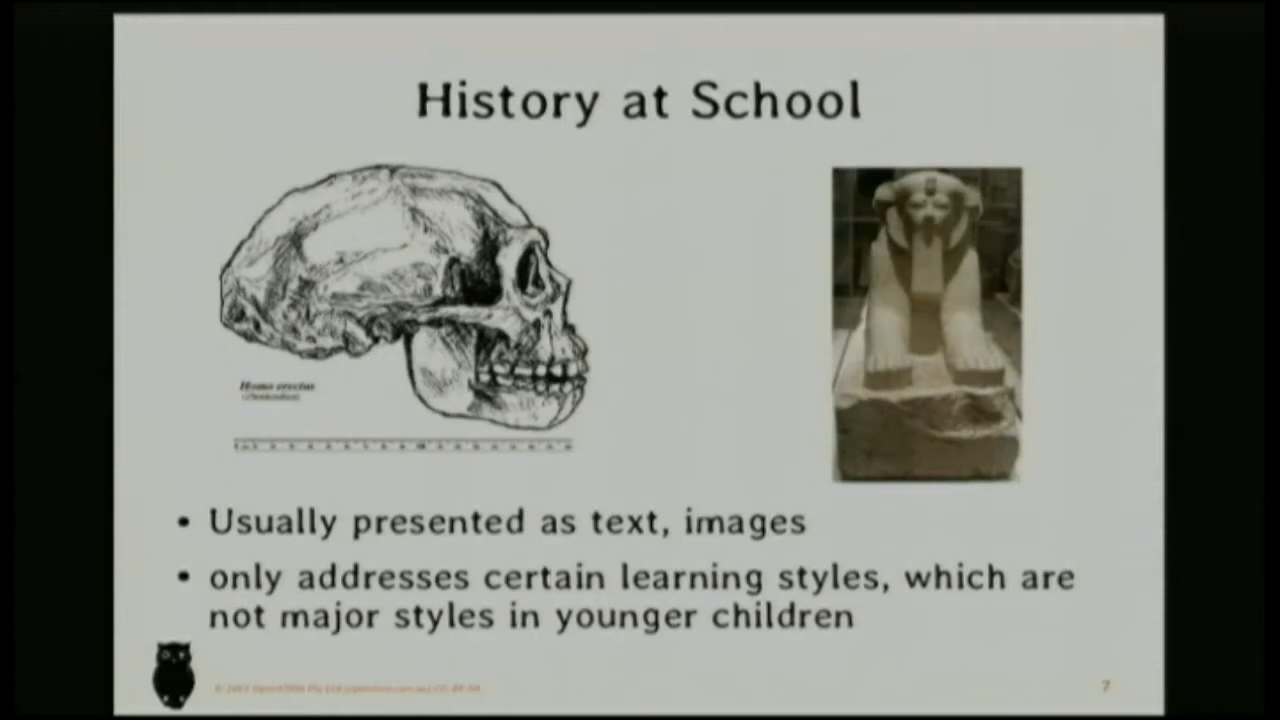 History at School
Homo erectus
• Usually presented as text, images
• only addresses certain learning styles, which are
not major styles in younger children
7